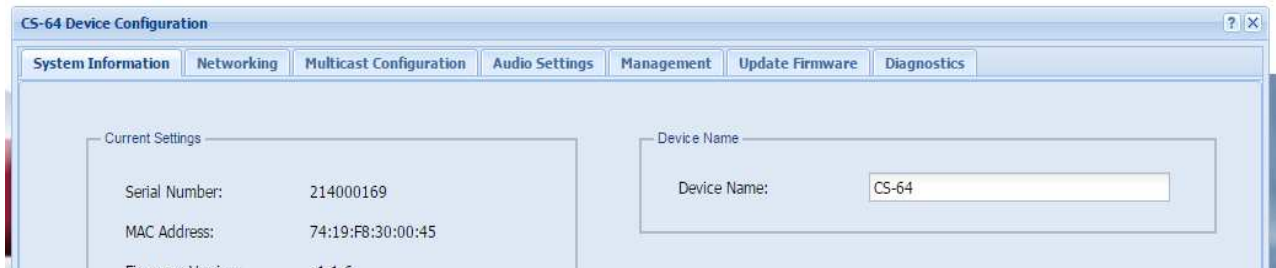 CS-64 Device Configuration
System Information Networking Multicast Configuration Audio Settings Management Update Firmware Diagnostics
Current Settings
Serial Number: 214000169
MAC Address: 74:19:F8:30:00:45
Device Name
Device Name: CS-64